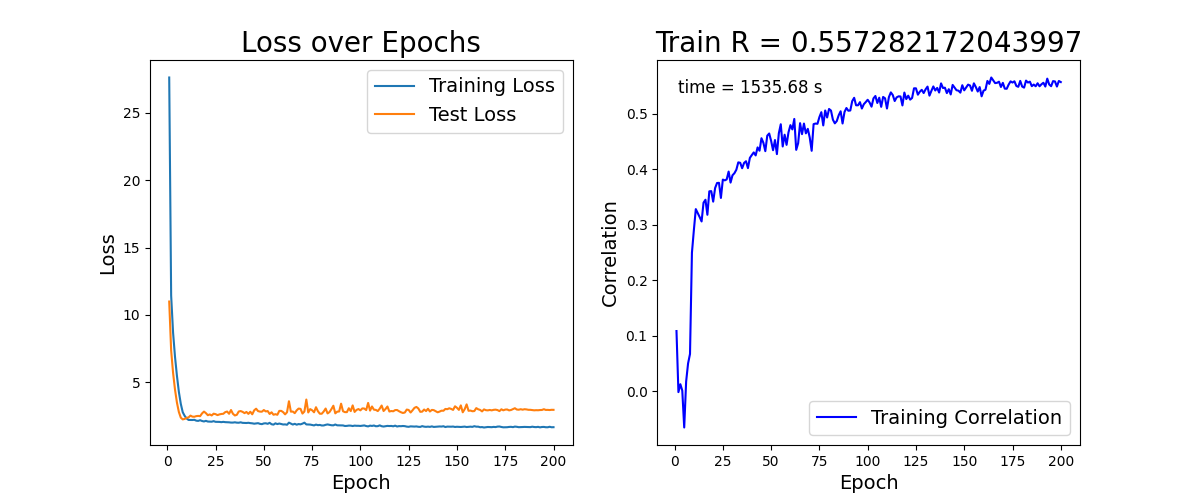 Loss over Epochs
Training Loss
Test Loss
Loss
25
20
15
10
5
0 25 50 75 100 125 150 175 200
Epoch
Train R = 0.557282172043997
time = 1535.68 s
Correlation
0.5
0.4
0.3
0.2
0.1
0.0
Training Correlation
0 25 50 75 100 125 150 175 200
Epoch